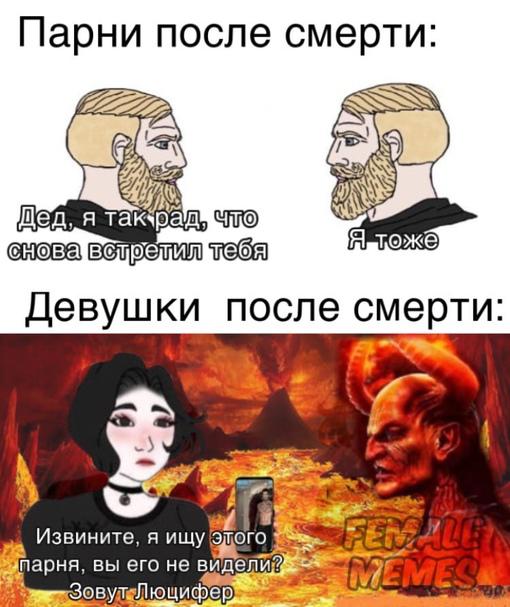 Парни после смерти:
Дед, я так рад, что
снова встретил тебя
Я тоже
Девушки после смерти:
Извините, я ищу этого
парня, вы его не видели?
Зовут Люцифер
FEMALE
MEMES